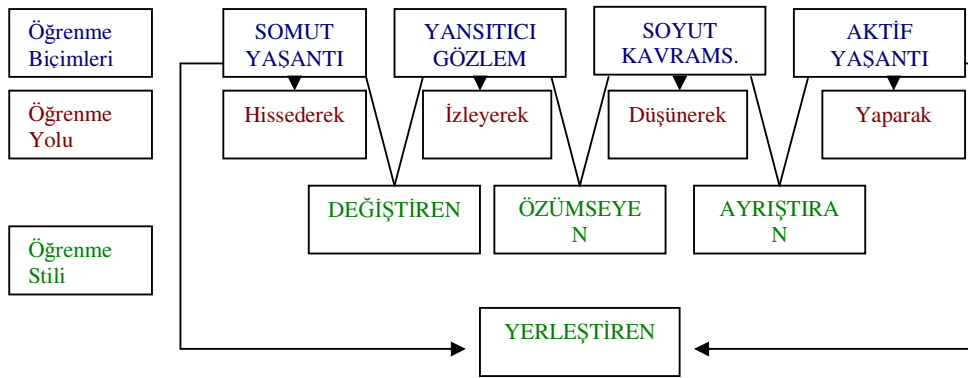 Öğrenme
Biçimleri
SOMUT
YAŞANTI
YANSITICI
GÖZLEM
SOYUT
KAVRAMS.
AKTİF
YAŞANTI
Öğrenme
Yolu
Hissederek
İzleyerek
Düşünerek
Yaparak
DEĞİŞTİREN
ÖZÜMSEYE
N
AYRIŞTIRA
N
Öğrenme
Stili
YERLEŞTİREN